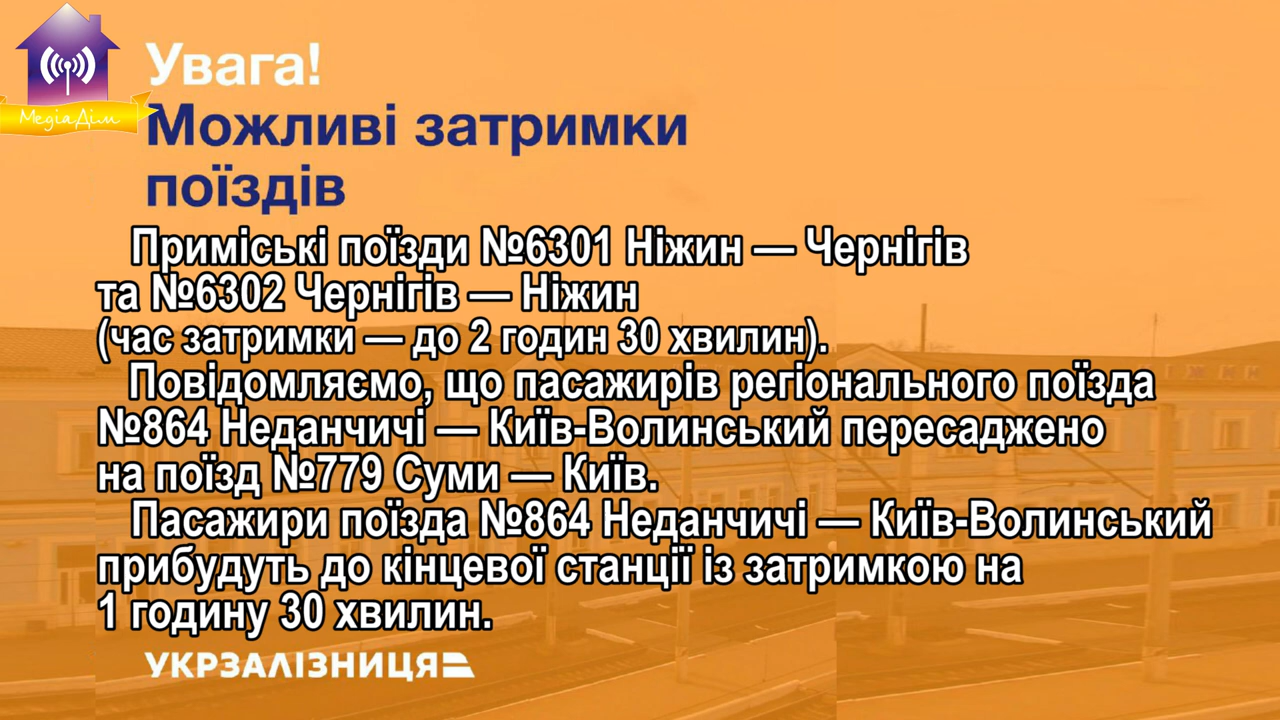 МедіаДім
Увага!
Можливі затримки
поїздів
Приміські поїзди №6301 Ніжин — Чернігів
та №6302 Чернігів — Ніжин
(час затримки — до 2 годин 30 хвилин).
Повідомляємо, що пасажирів регіонального поїзда
№864 Неданчичі — Київ-Волинський пересаджено
на поїзд №779 Суми — Київ.
Пасажири поїзда №864 Неданчичі — Київ-Волинський
прибудуть до кінцевої станції із затримкою на
1 годину 30 хвилин.
УКРЗАЛІЗНИЦЯ